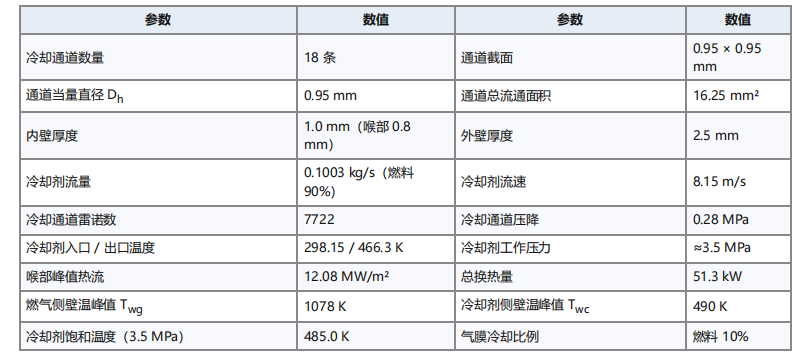 参数 数值 参数 数值
冷却通道数量 18 条 通道截面 0.95 × 0.95
mm
通道当量直径 Dh 0.95 mm 通道总流通面积 16.25 mm²
内壁厚度 1.0 mm（喉部 0.8
mm） 外壁厚度 2.5 mm
冷却剂流量 0.1003 kg/s（燃料
90%） 冷却剂流速 8.15 m/s
冷却通道雷诺数 7722 冷却通道压降 0.28 MPa
冷却剂入口 / 出口温度 298.15 / 466.3 K 冷却剂工作压力 ≈3.5 MPa
喉部峰值热流 12.08 MW/m² 总换热量 51.3 kW
燃气侧壁温峰值 Twg 1078 K 冷却剂侧壁温峰值 Twc 490 K
冷却剂饱和温度（3.5 MPa） 485.0 K 气膜冷却比例 燃料 10%